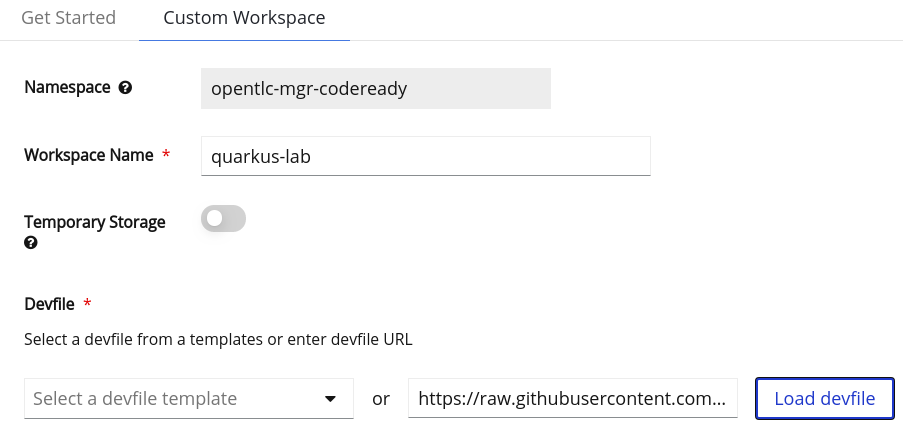 Get Started Custom Workspace
Namespace opentlc-mgr-codeready
Workspace Name * quarkus-lab
Temporary Storage
Devfile *
Select a devfile from a templates or enter devfile URL
Select a devfile template or https://raw.githubusercontent.com... Load devfile